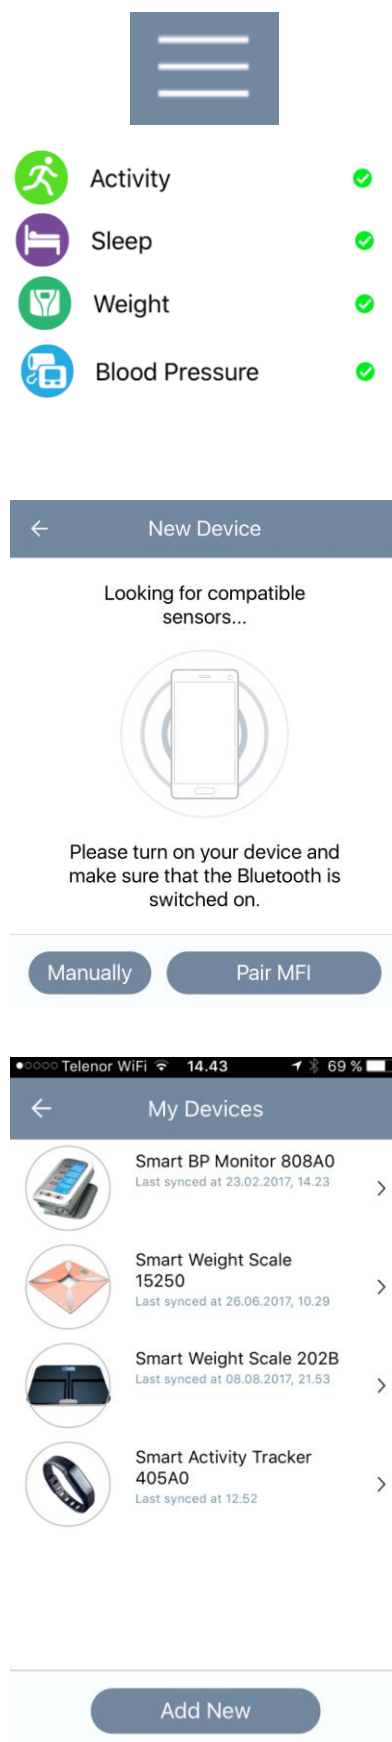 Activity
Sleep
Weight
Blood Pressure
New Device
Looking for compatible
sensors...
Please turn on your device and
make sure that the Bluetooth is
switched on.
Manually
Pair MFI
Telenor WiFi 14.43 69 %
My Devices
Smart BP Monitor 808A0
Last synced at 23.02.2017, 14.23
Smart Weight Scale
15250
Last synced at 26.06.2017, 10.29
Smart Weight Scale 202B
Last synced at 08.08.2017, 21.53
Smart Activity Tracker
405A0
Last synced at 12.52
Add New